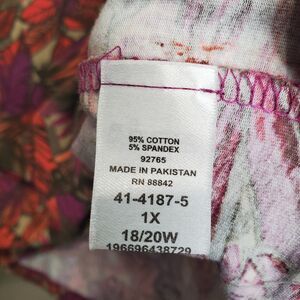 95% COTTON
5% SPANDEX
92765
MADE IN PAKISTAN
RN 88842
41-4187-5
1X
18/20W
196696438729